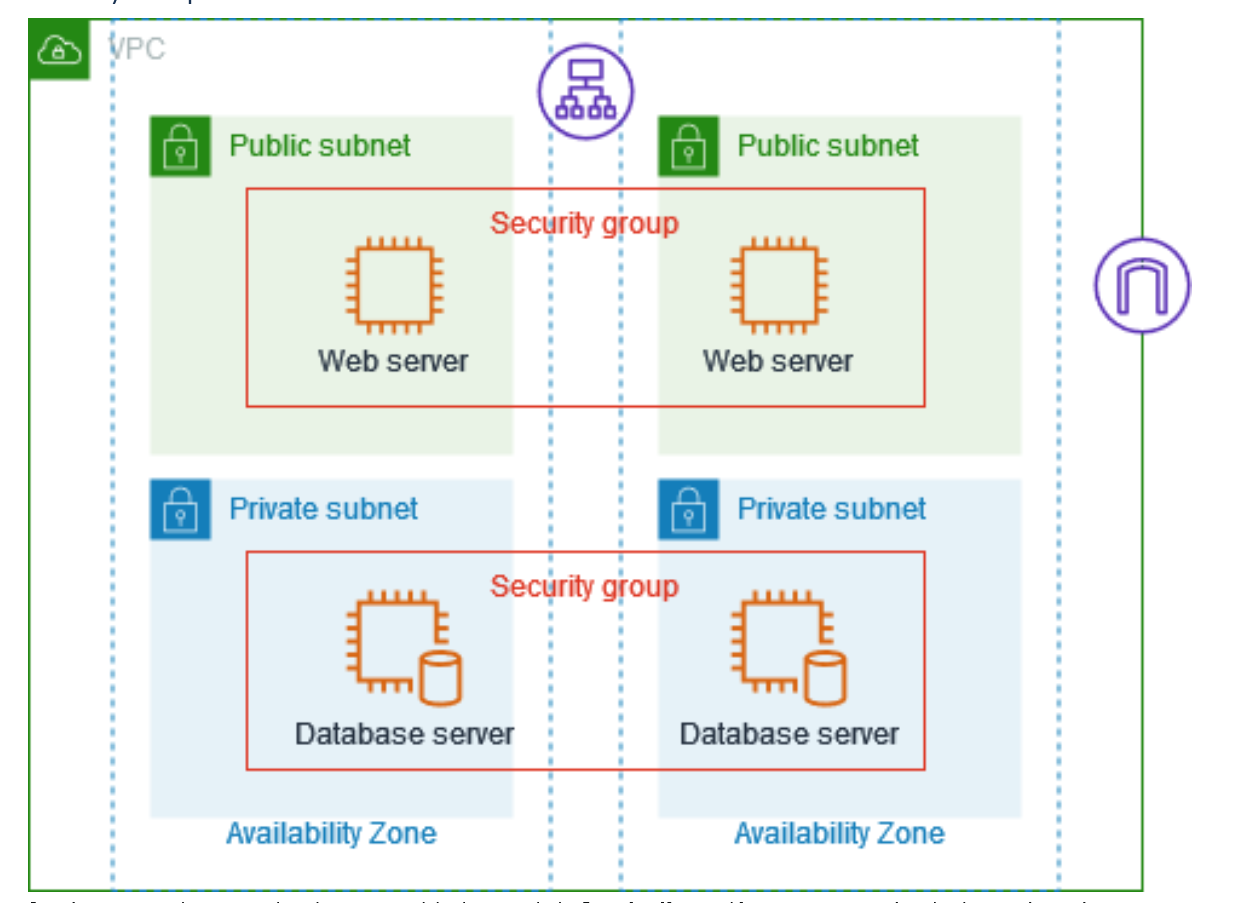 VPC
Public subnet
Public subnet
Security group
Web server
Web server
Private subnet
Private subnet
Security group
Database server
Database server
Availability Zone
Availability Zone